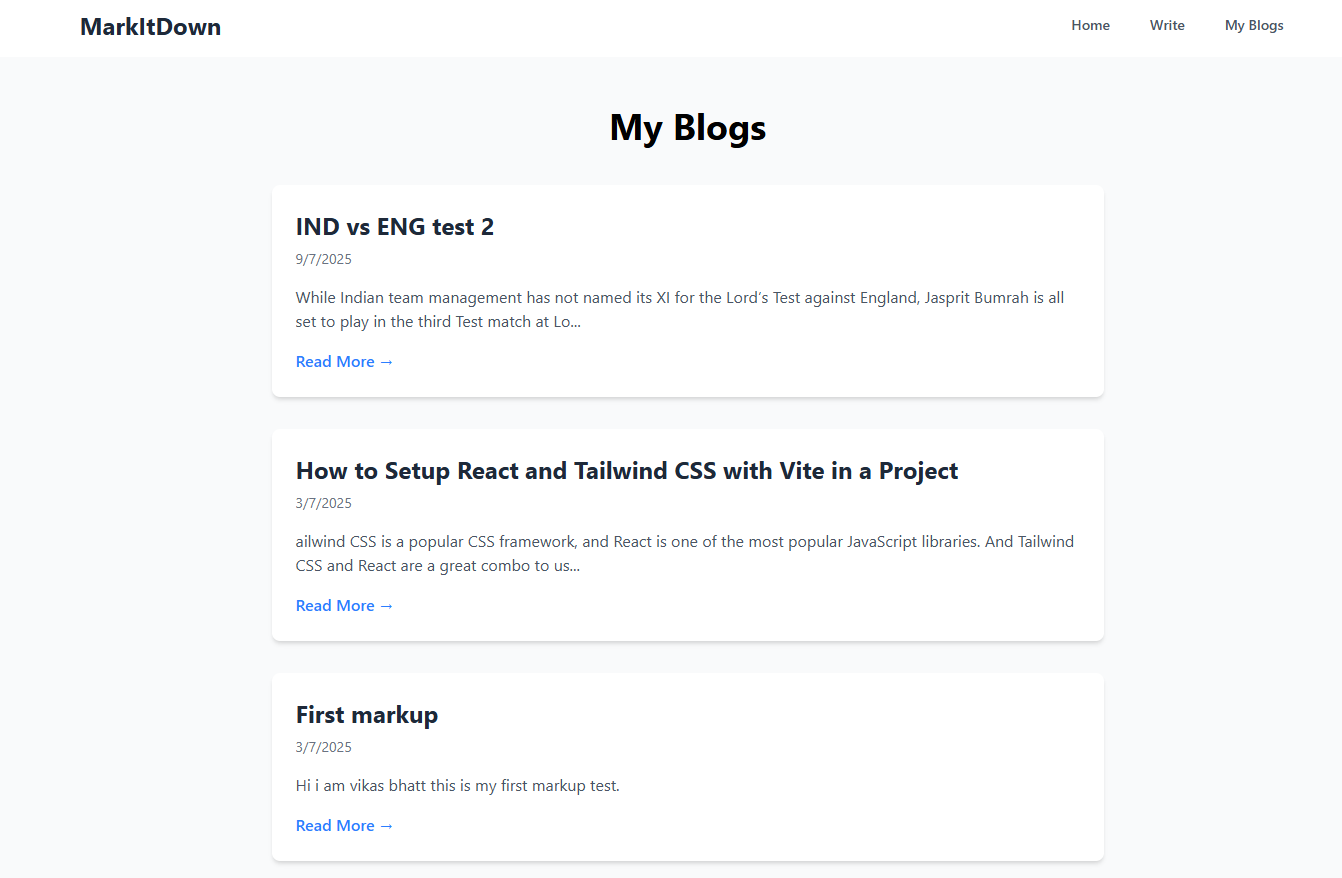 MarkItDown
Home Write My Blogs
My Blogs
IND vs ENG test 2
9/7/2025
While Indian team management has not named its XI for the Lord’s Test against England, Jasprit Bumrah is all
set to play in the third Test match at Lo...
Read More →
How to Setup React and Tailwind CSS with Vite in a Project
3/7/2025
ailwind CSS is a popular CSS framework, and React is one of the most popular JavaScript libraries. And Tailwind
CSS and React are a great combo to us...
Read More →
First markup
3/7/2025
Hi i am vikas bhatt this is my first markup test.
Read More →